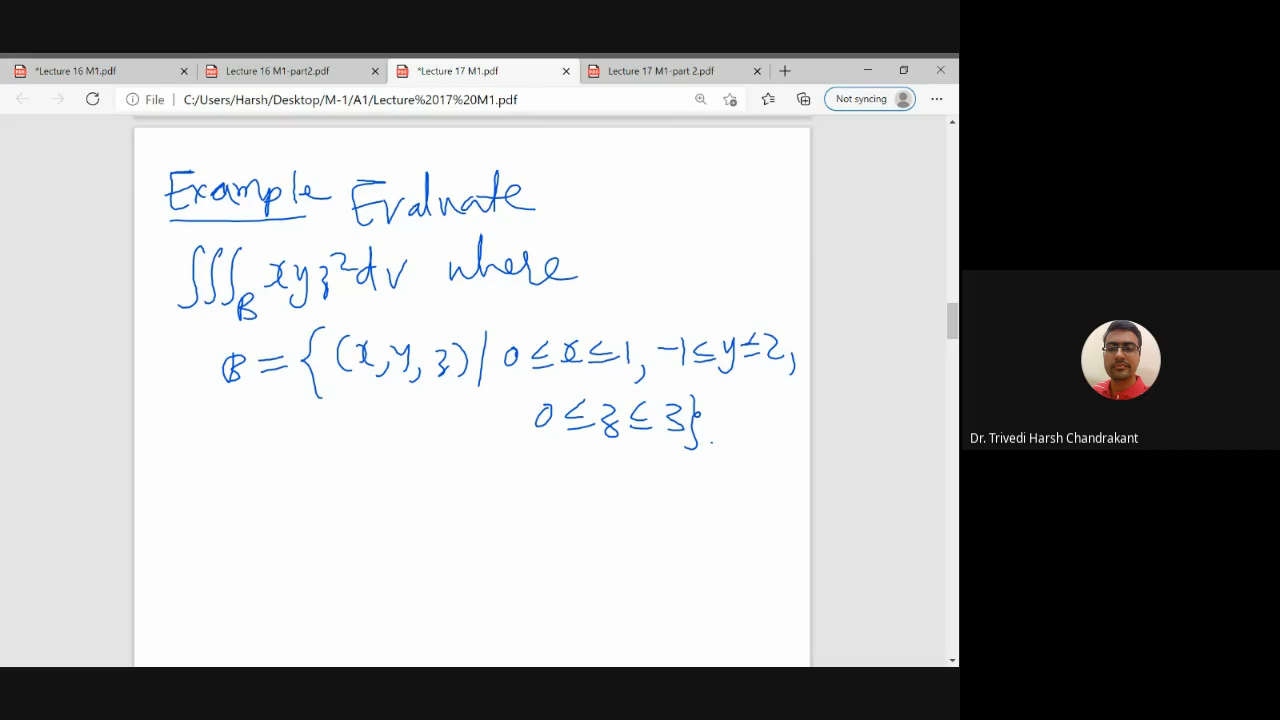 *Lecture 16 M1.pdf
Lecture 16 M1-part2.pdf
*Lecture 17 M1.pdf
Lecture 17 M1-part 2.pdf
File
C:/Users/Harsh/Desktop/M-1/A1/Lecture%2017%20M1.pdf
Not syncing
Example Evaluate
∭_B xyz² dv where
B = {(x, y, z) | 0 ≤ x ≤ 1, -1 ≤ y ≤ 2,
0 ≤ z ≤ 3}.
Dr. Trivedi Harsh Chandrakant